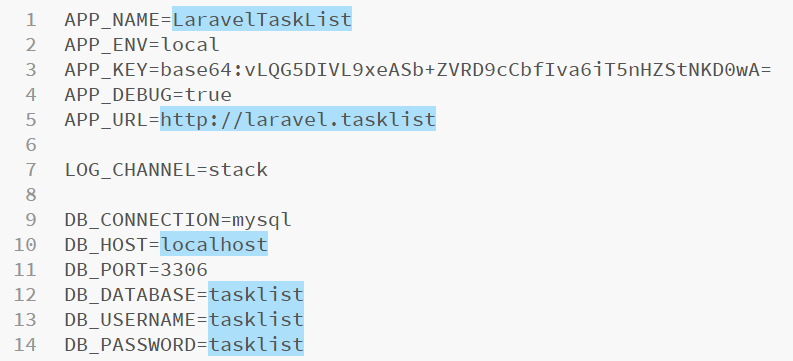 1 APP_NAME=LaravelTaskList
2 APP_ENV=local
3 APP_KEY=base64:vLQG5DIVL9xeASb+ZVRD9cCbfIva6iT5nHZStNKD0wA=
4 APP_DEBUG=true
5 APP_URL=http://laravel.tasklist
6
7 LOG_CHANNEL=stack
8
9 DB_CONNECTION=mysql
10 DB_HOST=localhost
11 DB_PORT=3306
12 DB_DATABASE=tasklist
13 DB_USERNAME=tasklist
14 DB_PASSWORD=tasklist